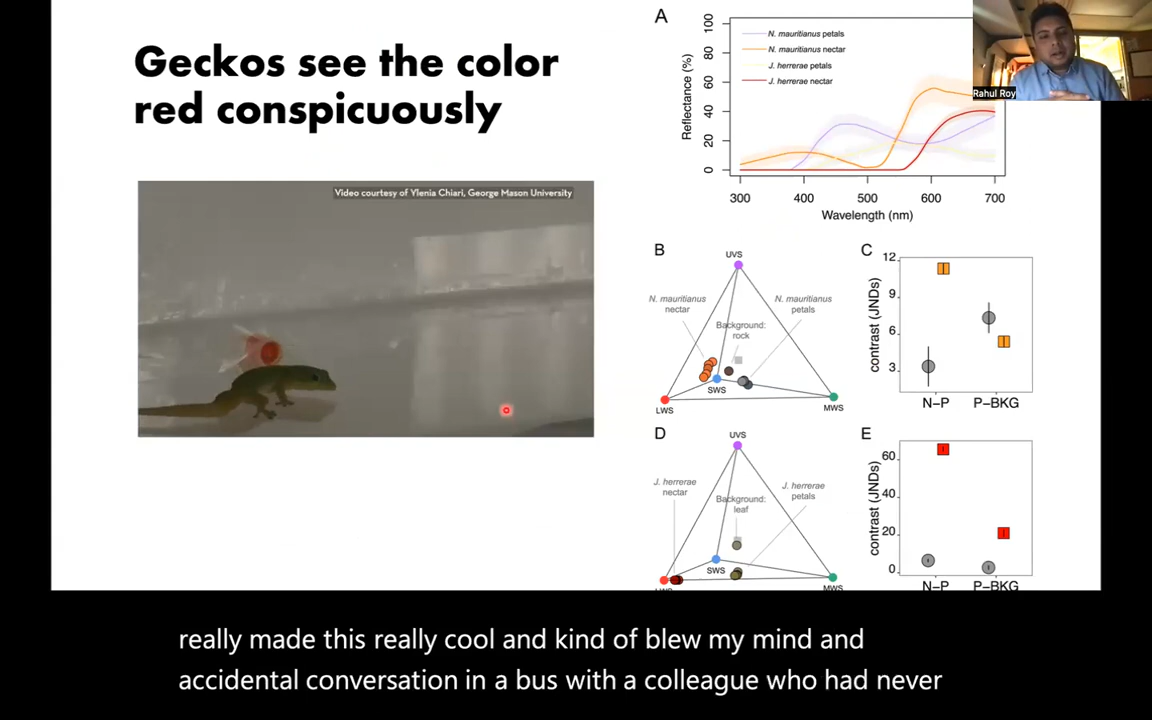 Geckos see the color
red conspicuously
Video courtesy of Ylenia Chiari, George Mason University
A
Reflectance (%)
100
80
60
40
20
0
N. mauritianus petals
N. mauritianus nectar
J. herrerae petals
J. herrerae nectar
300 400 500 600 700
Wavelength (nm)
Rahul Roy
B
UVS
N. mauritianus
nectar
N. mauritianus
petals
Background:
rock
SWS
LWS
MWS
C
contrast (JNDs)
12
9
6
3
N–P P–BKG
D
UVS
J. herrerae
nectar
J. herrerae
petals
Background:
leaf
SWS
LWS
MWS
E
contrast (JNDs)
60
40
20
0
N–P P–BKG
really made this really cool and kind of blew my mind and
accidental conversation in a bus with a colleague who had never